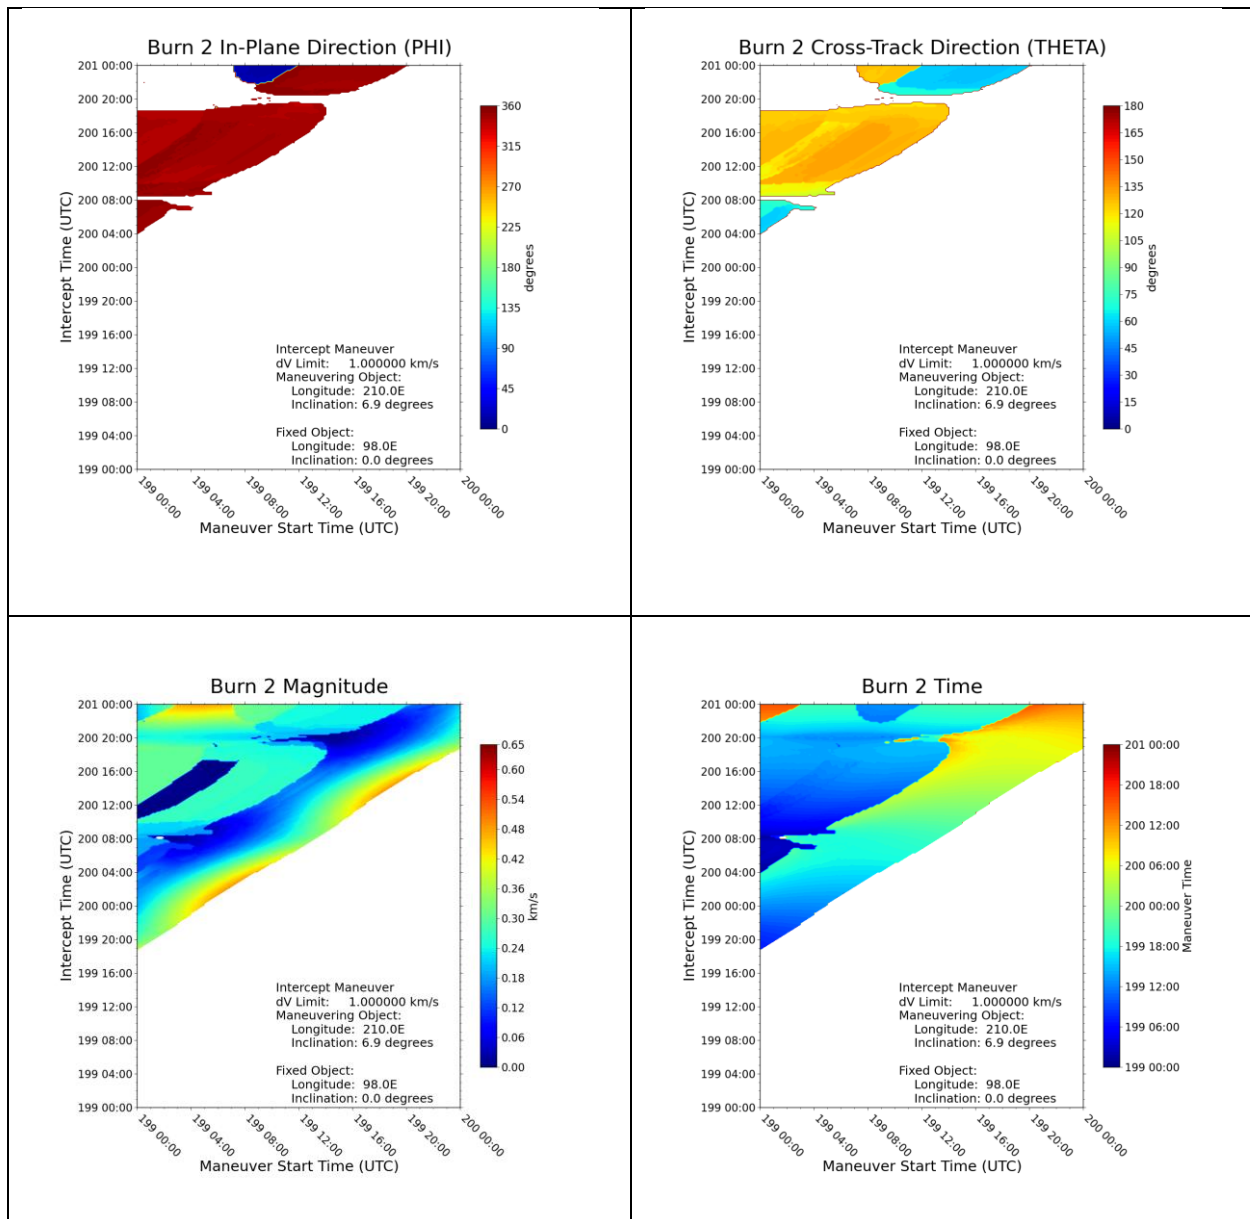 Burn 2 In-Plane Direction (PHI)
201 00:00
200 20:00
200 16:00
200 12:00
200 08:00
200 04:00
200 00:00
199 20:00
199 16:00
199 12:00
199 08:00
199 04:00
199 00:00
Intercept Time (UTC)
Intercept Maneuver
dV Limit: 1.000000 km/s
Maneuvering Object:
Longitude: 210.0E
Inclination: 6.9 degrees
Fixed Object:
Longitude: 98.0E
Inclination: 0.0 degrees
199 00:00
199 04:00
199 08:00
199 12:00
199 16:00
199 20:00
200 00:00
Maneuver Start Time (UTC)
360
315
270
225
180
135
90
45
0
degrees
Burn 2 Cross-Track Direction (THETA)
201 00:00
200 20:00
200 16:00
200 12:00
200 08:00
200 04:00
200 00:00
199 20:00
199 16:00
199 12:00
199 08:00
199 04:00
199 00:00
Intercept Time (UTC)
Intercept Maneuver
dV Limit: 1.000000 km/s
Maneuvering Object:
Longitude: 210.0E
Inclination: 6.9 degrees
Fixed Object:
Longitude: 98.0E
Inclination: 0.0 degrees
199 00:00
199 04:00
199 08:00
199 12:00
199 16:00
199 20:00
200 00:00
Maneuver Start Time (UTC)
180
165
150
135
120
105
90
75
60
45
30
15
0
degrees
Burn 2 Magnitude
201 00:00
200 20:00
200 16:00
200 12:00
200 08:00
200 04:00
200 00:00
199 20:00
199 16:00
199 12:00
199 08:00
199 04:00
199 00:00
Intercept Time (UTC)
Intercept Maneuver
dV Limit: 1.000000 km/s
Maneuvering Object:
Longitude: 210.0E
Inclination: 6.9 degrees
Fixed Object:
Longitude: 98.0E
Inclination: 0.0 degrees
199 00:00
199 04:00
199 08:00
199 12:00
199 16:00
199 20:00
200 00:00
Maneuver Start Time (UTC)
0.65
0.60
0.54
0.48
0.42
0.36
0.30
0.24
0.18
0.12
0.06
0.00
km/s
Burn 2 Time
201 00:00
200 20:00
200 16:00
200 12:00
200 08:00
200 04:00
200 00:00
199 20:00
199 16:00
199 12:00
199 08:00
199 04:00
199 00:00
Intercept Time (UTC)
Intercept Maneuver
dV Limit: 1.000000 km/s
Maneuvering Object:
Longitude: 210.0E
Inclination: 6.9 degrees
Fixed Object:
Longitude: 98.0E
Inclination: 0.0 degrees
199 00:00
199 04:00
199 08:00
199 12:00
199 16:00
199 20:00
200 00:00
Maneuver Start Time (UTC)
201 00:00
200 18:00
200 12:00
200 06:00
200 00:00
199 18:00
199 12:00
199 06:00
199 00:00
Maneuver Time